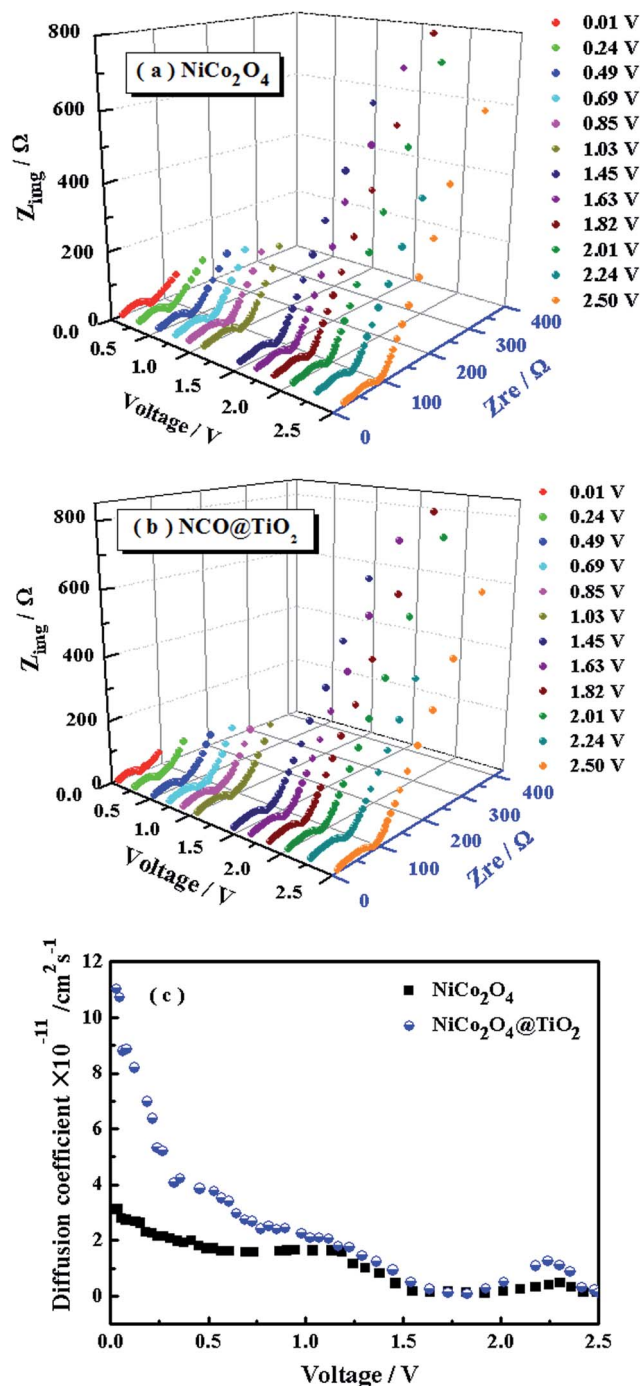 800
600
400
200
0
Z_img / Ω
( a ) NiCo₂O₄
0.0
0.5
1.0
1.5
2.0
2.5
Voltage / V
0
100
200
300
400
Zre / Ω
0.01 V
0.24 V
0.49 V
0.69 V
0.85 V
1.03 V
1.45 V
1.63 V
1.82 V
2.01 V
2.24 V
2.50 V
800
600
400
200
0
Z_img / Ω
( b ) NCO@TiO₂
0.0
0.5
1.0
1.5
2.0
2.5
Voltage / V
0
100
200
300
400
Zre / Ω
0.01 V
0.24 V
0.49 V
0.69 V
0.85 V
1.03 V
1.45 V
1.63 V
1.82 V
2.01 V
2.24 V
2.50 V
12
10
8
6
4
2
0
Diffusion coefficient ×10⁻¹¹ /cm²s⁻¹
( c )
NiCo₂O₄
NiCo₂O₄@TiO₂
0.0
0.5
1.0
1.5
2.0
2.5
Voltage / V